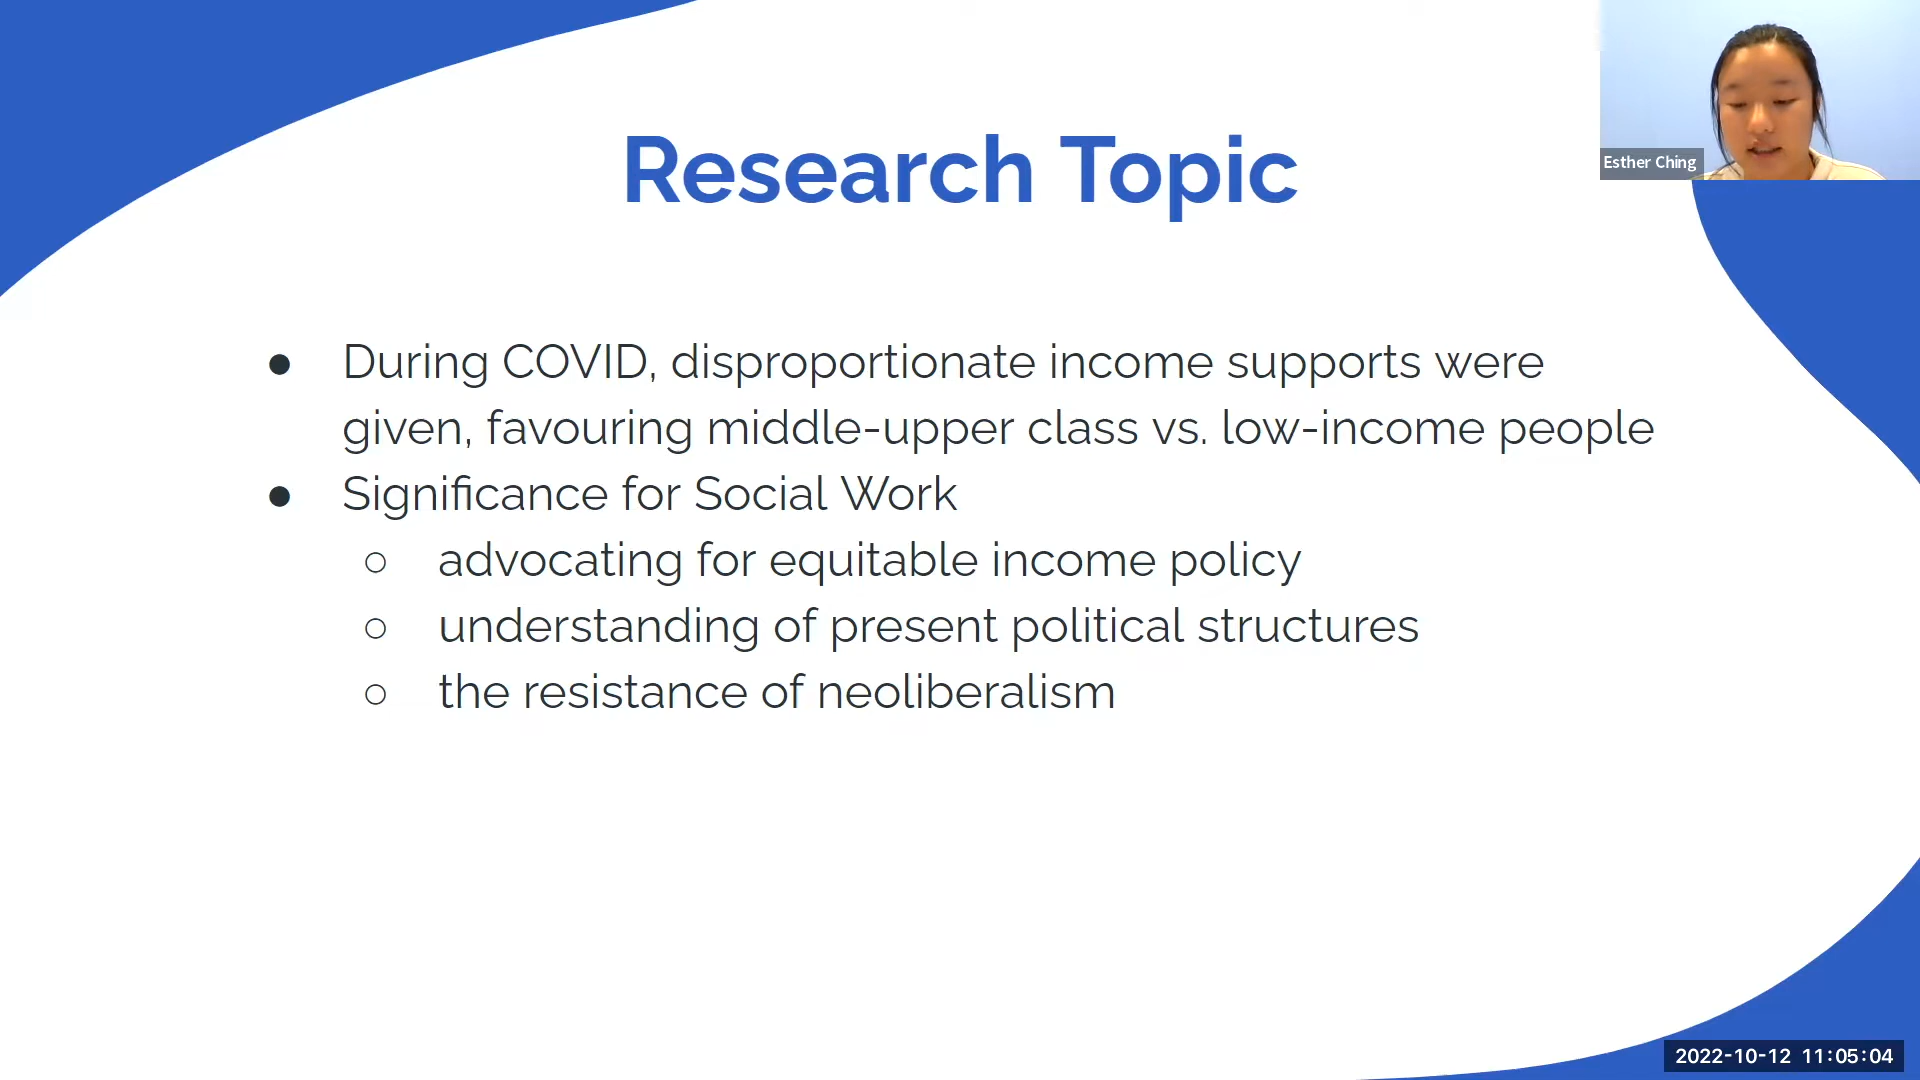 Research Topic
Esther Ching
● During COVID, disproportionate income supports were
given, favouring middle-upper class vs. low-income people
● Significance for Social Work
○ advocating for equitable income policy
○ understanding of present political structures
○ the resistance of neoliberalism
2022-10-12 11:05:04